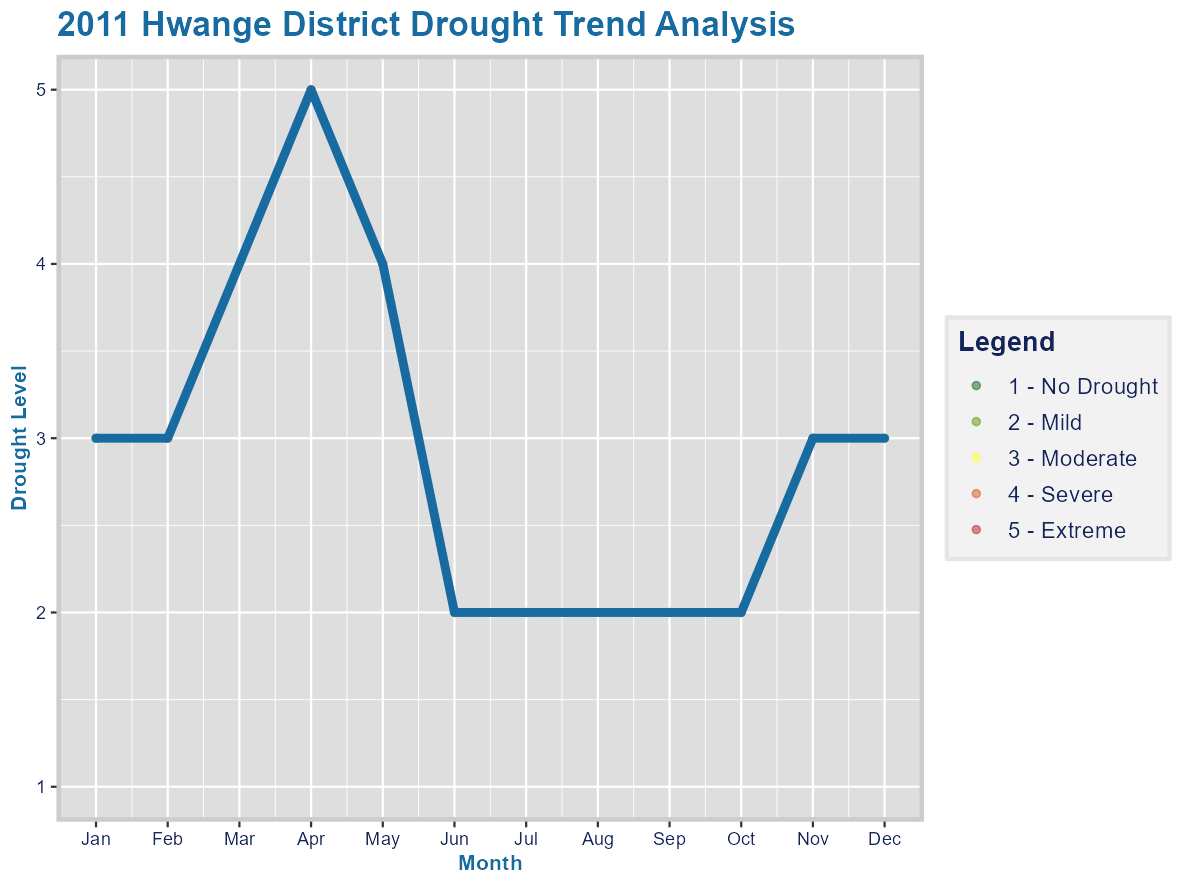 2011 Hwange District Drought Trend Analysis
Drought Level
5
4
3
2
1
Jan Feb Mar Apr May Jun Jul Aug Sep Oct Nov Dec
Month
Legend
1 - No Drought
2 - Mild
3 - Moderate
4 - Severe
5 - Extreme